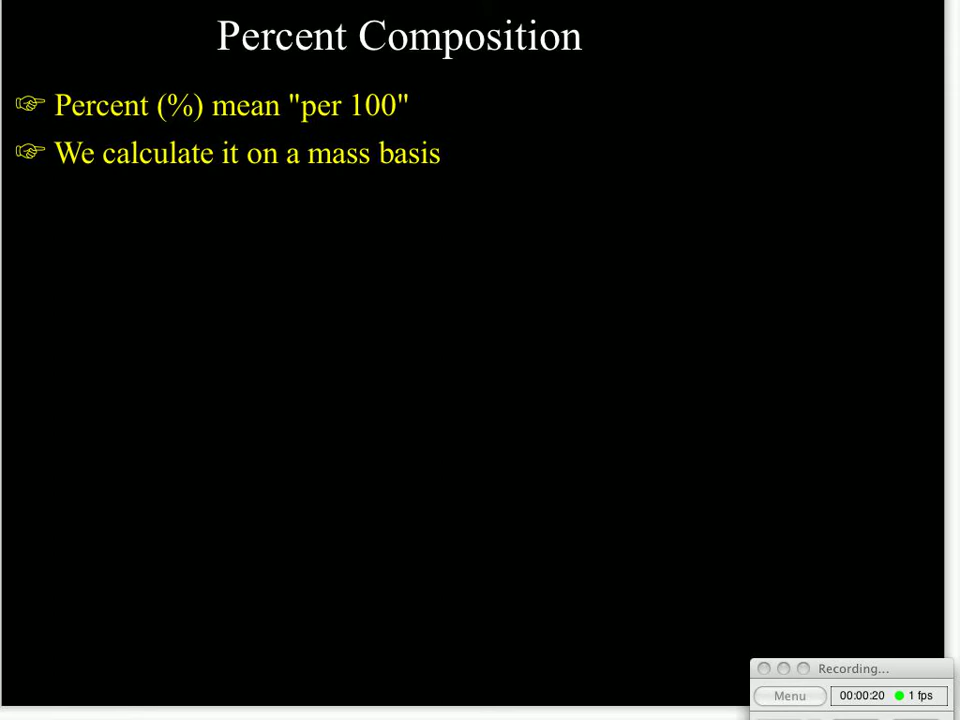 Percent Composition
☞ Percent (%) mean "per 100"
☞ We calculate it on a mass basis
Recording...
Menu 00:00:20 1 fps